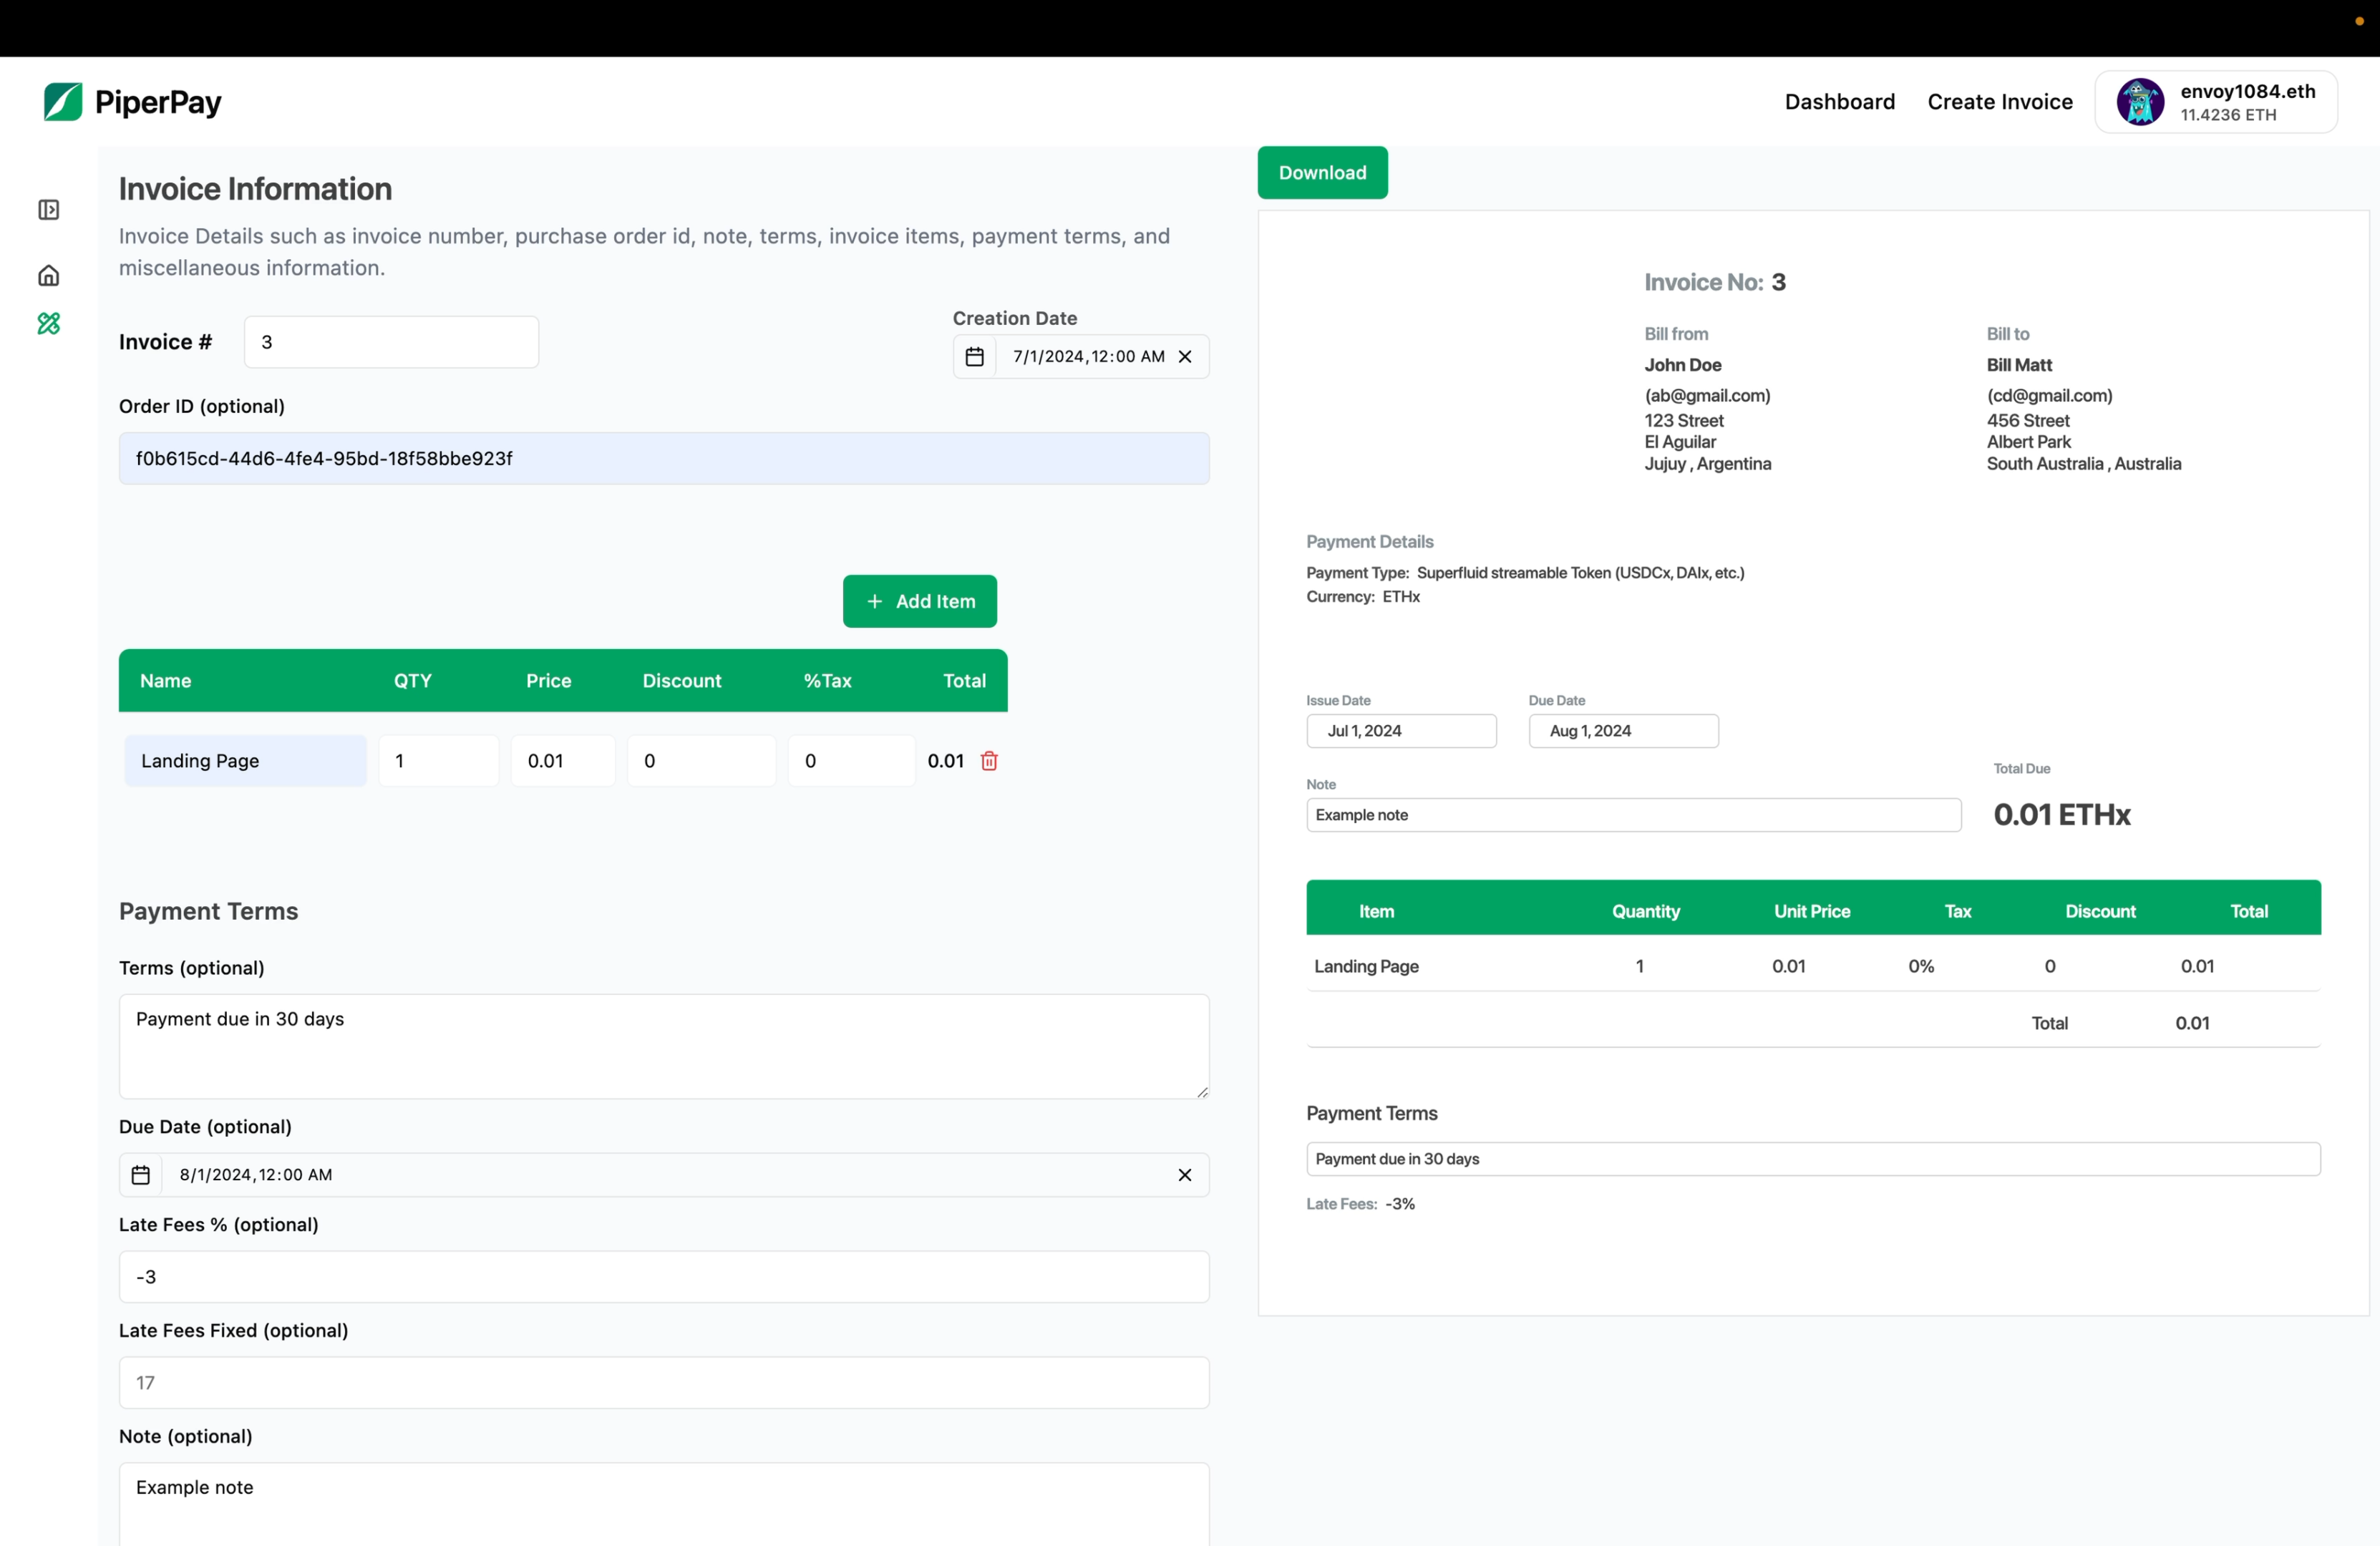 PiperPay
Dashboard
Create Invoice
envoy1084.eth
11.4236 ETH
Invoice Information
Invoice Details such as invoice number, purchase order id, note, terms, invoice items, payment terms, and
miscellaneous information.
Invoice #
3
Creation Date
7/1/2024, 12:00 AM
Order ID (optional)
f0b615cd-44d6-4fe4-95bd-18f58bbe923f
Add Item
Name QTY Price Discount %Tax Total
Landing Page 1 0.01 0 0 0.01
Payment Terms
Terms (optional)
Payment due in 30 days
Due Date (optional)
8/1/2024, 12:00 AM
Late Fees % (optional)
-3
Late Fees Fixed (optional)
17
Note (optional)
Example note
Download
Invoice No: 3
Bill from
John Doe
(ab@gmail.com)
123 Street
El Aguilar
Jujuy , Argentina
Bill to
Bill Matt
(cd@gmail.com)
456 Street
Albert Park
South Australia , Australia
Payment Details
Payment Type: Superfluid streamable Token (USDCx, DAIx, etc.)
Currency: ETHx
Issue Date
Jul 1, 2024
Due Date
Aug 1, 2024
Note
Example note
Total Due
0.01 ETHx
Item Quantity Unit Price Tax Discount Total
Landing Page 1 0.01 0% 0 0.01
Total 0.01
Payment Terms
Payment due in 30 days
Late Fees: -3%